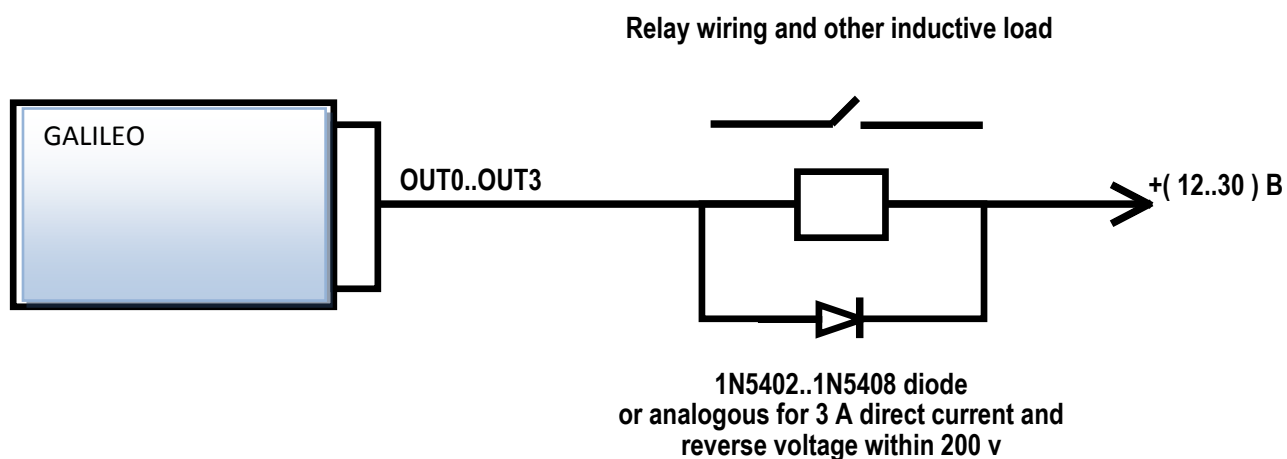 Relay wiring and other inductive load
GALILEO
OUT0..OUT3
+( 12..30 ) B
1N5402..1N5408 diode
or analogous for 3 A direct current and
reverse voltage within 200 v